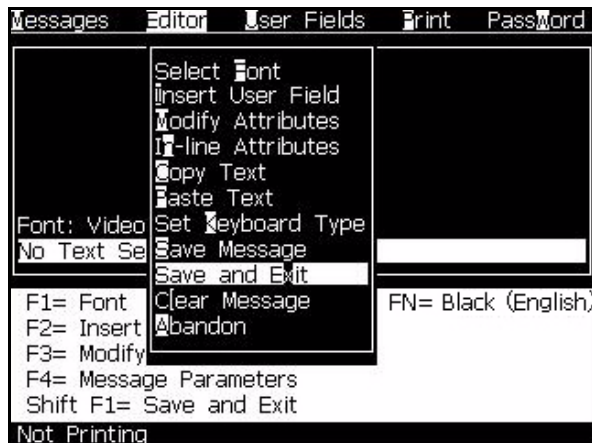 Messages Editor User Fields Print PassWord
Select Font
Insert User Field
Modify Attributes
In-line Attributes
Copy Text
Paste Text
Set Keyboard Type
Save Message
Save and Exit
Clear Message
Abandon
Font: Video
No Text Se
F1= Font
F2= Insert
F3= Modify
F4= Message Parameters
Shift F1= Save and Exit
FN= Black (English)
Not Printing